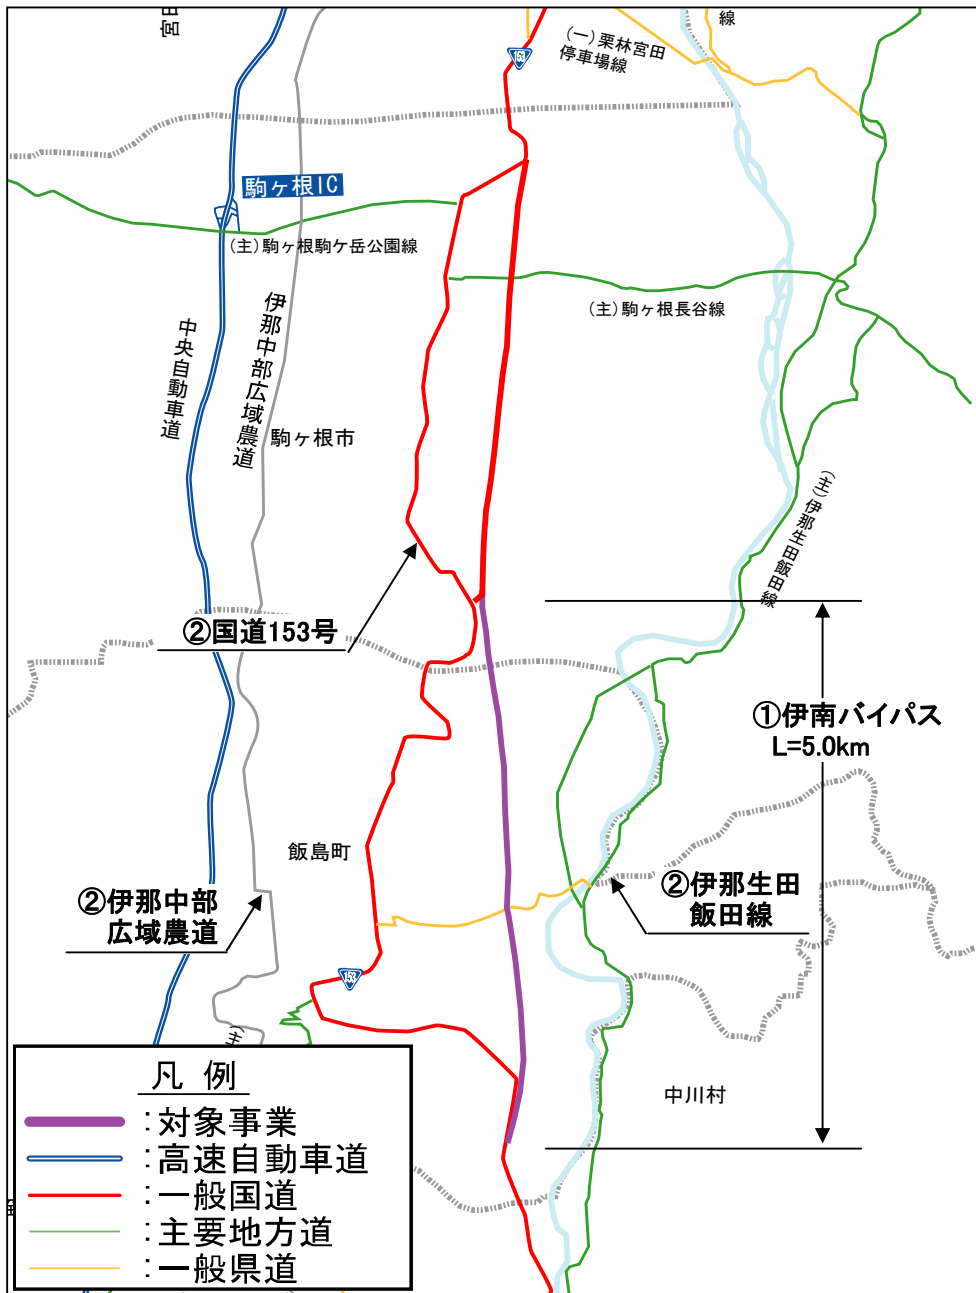 宮田
線
(一)栗林宮田
停車場線
153
駒ヶ根IC
(主)駒ヶ根駒ケ岳公園線
(主)駒ヶ根長谷線
中央自動車道
伊那中部広域農道
駒ヶ根市
(主)伊那生田飯田線
②国道153号
①伊南バイパス
L=5.0km
飯島町
②伊那中部
広域農道
②伊那生田
飯田線
153
(主)
中川村
凡 例
:対象事業
:高速自動車道
:一般国道
:主要地方道
:一般県道